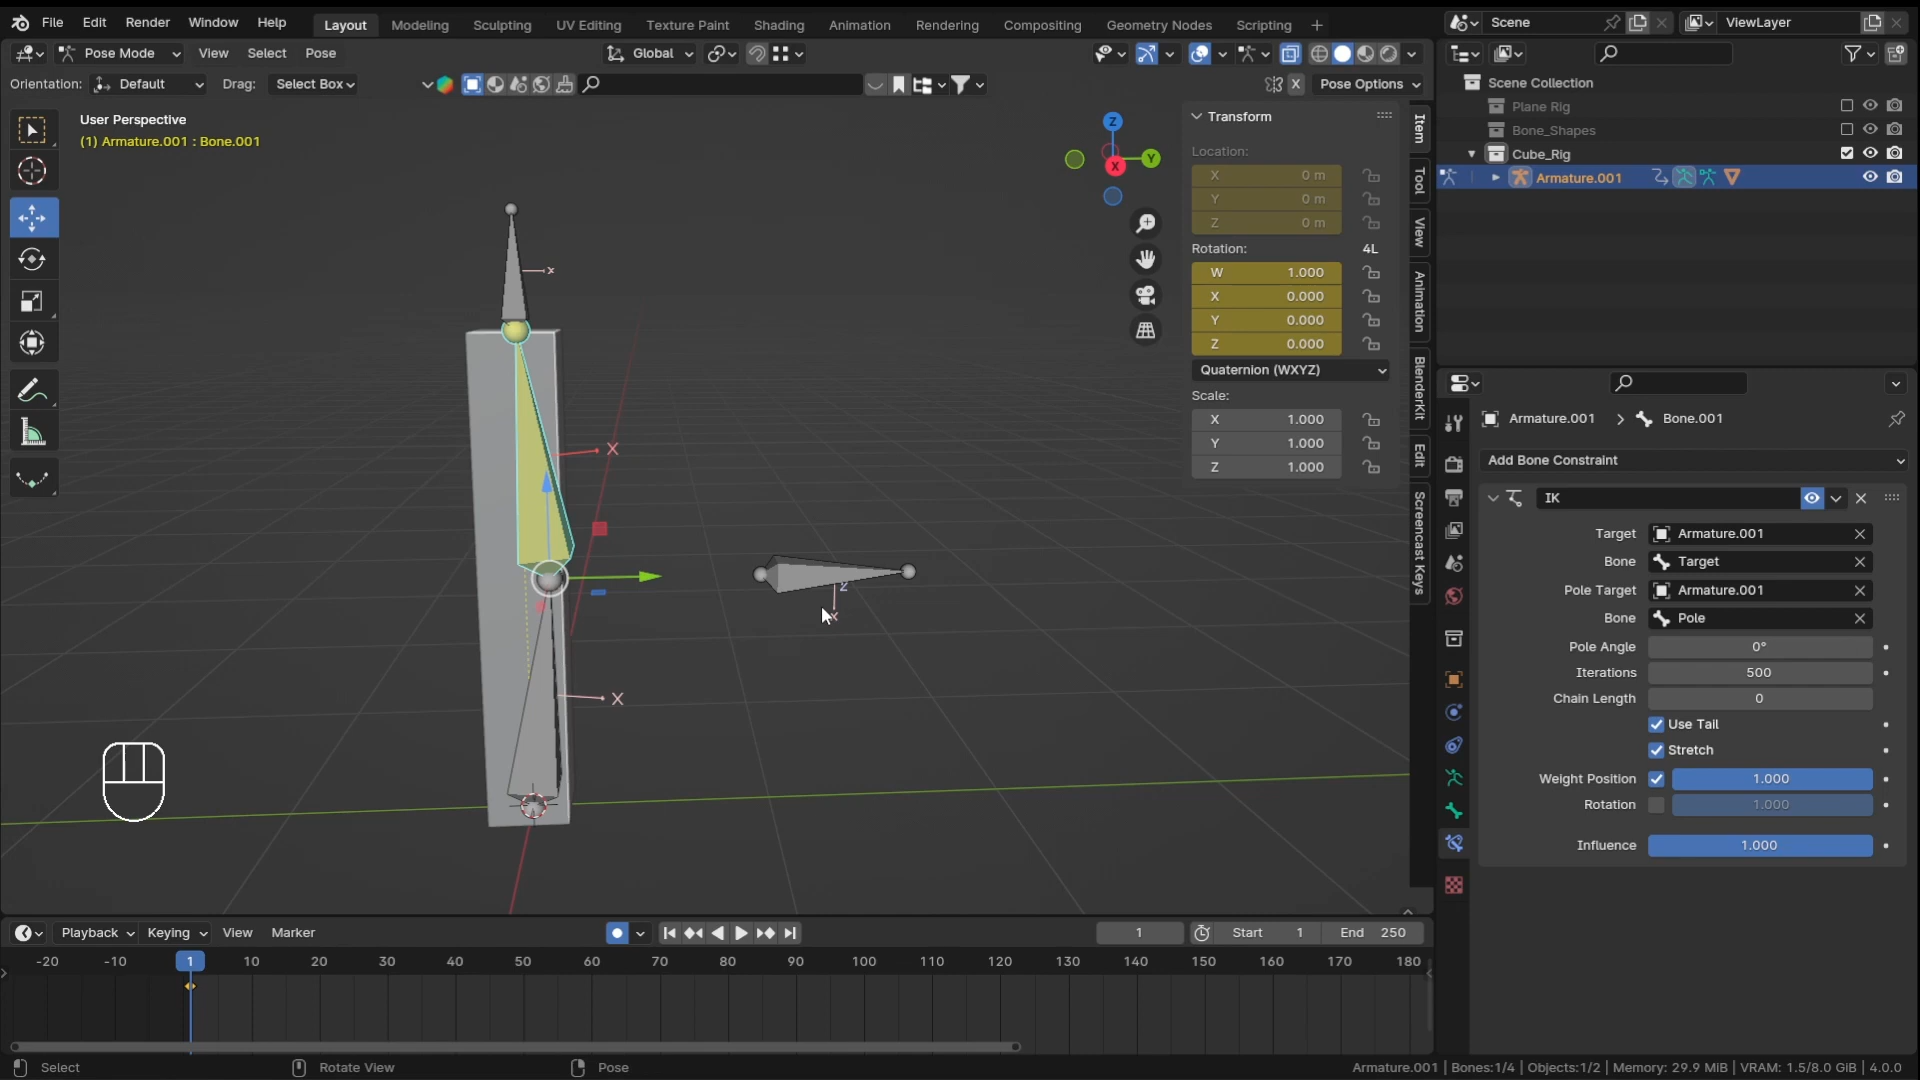 File Edit Render Window Help Layout Modeling Sculpting UV Editing Texture Paint Shading Animation Rendering Compositing Geometry Nodes Scripting + Scene ViewLayer
Pose Mode View Select Pose Global
Orientation: Default Drag: Select Box X Pose Options
User Perspective
(1) Armature.001 : Bone.001
Z
Y
X
x
X
X
Z
x
Transform
Location:
X 0 m
Y 0 m
Z 0 m
Rotation: 4L
W 1.000
X 0.000
Y 0.000
Z 0.000
Quaternion (WXYZ)
Scale:
X 1.000
Y 1.000
Z 1.000
Item
Tool
View
Animation
BlenderKit
Edit
Screencast Keys
Scene Collection
Plane Rig
Bone_Shapes
Cube_Rig
Armature.001
Armature.001 > Bone.001
Add Bone Constraint
IK
Target Armature.001
Bone Target
Pole Target Armature.001
Bone Pole
Pole Angle 0°
Iterations 500
Chain Length 0
Use Tail
Stretch
Weight Position 1.000
Rotation 1.000
Influence 1.000
Playback Keying View Marker 1 Start 1 End 250
-20 -10 1 10 20 30 40 50 60 70 80 90 100 110 120 130 140 150 160 170 180
Select Rotate View Pose Armature.001 | Bones:1/4 | Objects:1/2 | Memory: 29.9 MiB | VRAM: 1.5/8.0 GiB | 4.0.0